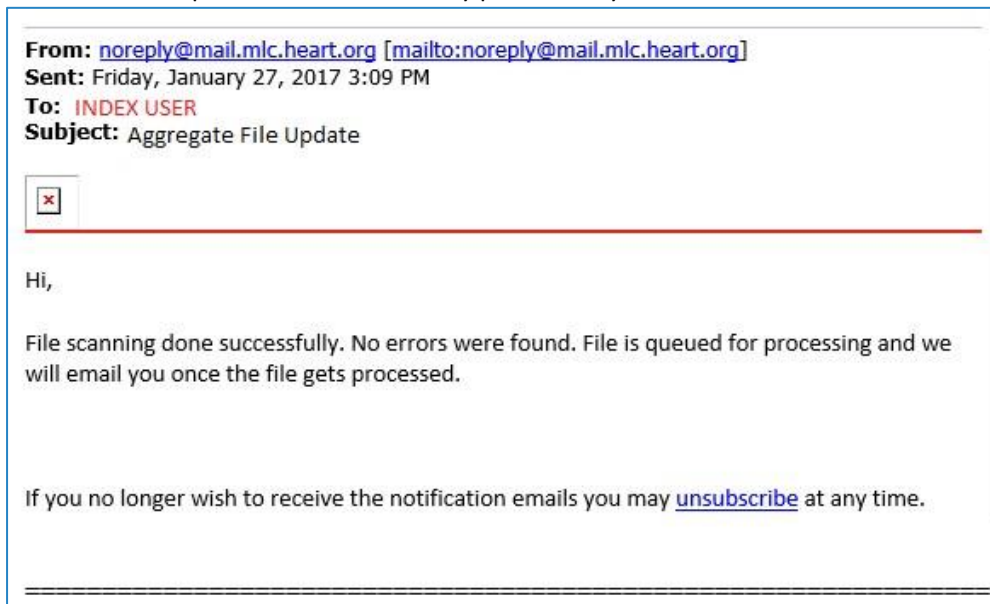 From: noreply@mail.mlc.heart.org [mailto:noreply@mail.mlc.heart.org]
Sent: Friday, January 27, 2017 3:09 PM
To: INDEX USER
Subject: Aggregate File Update
Hi,
File scanning done successfully. No errors were found. File is queued for processing and we
will email you once the file gets processed.
If you no longer wish to receive the notification emails you may unsubscribe at any time.